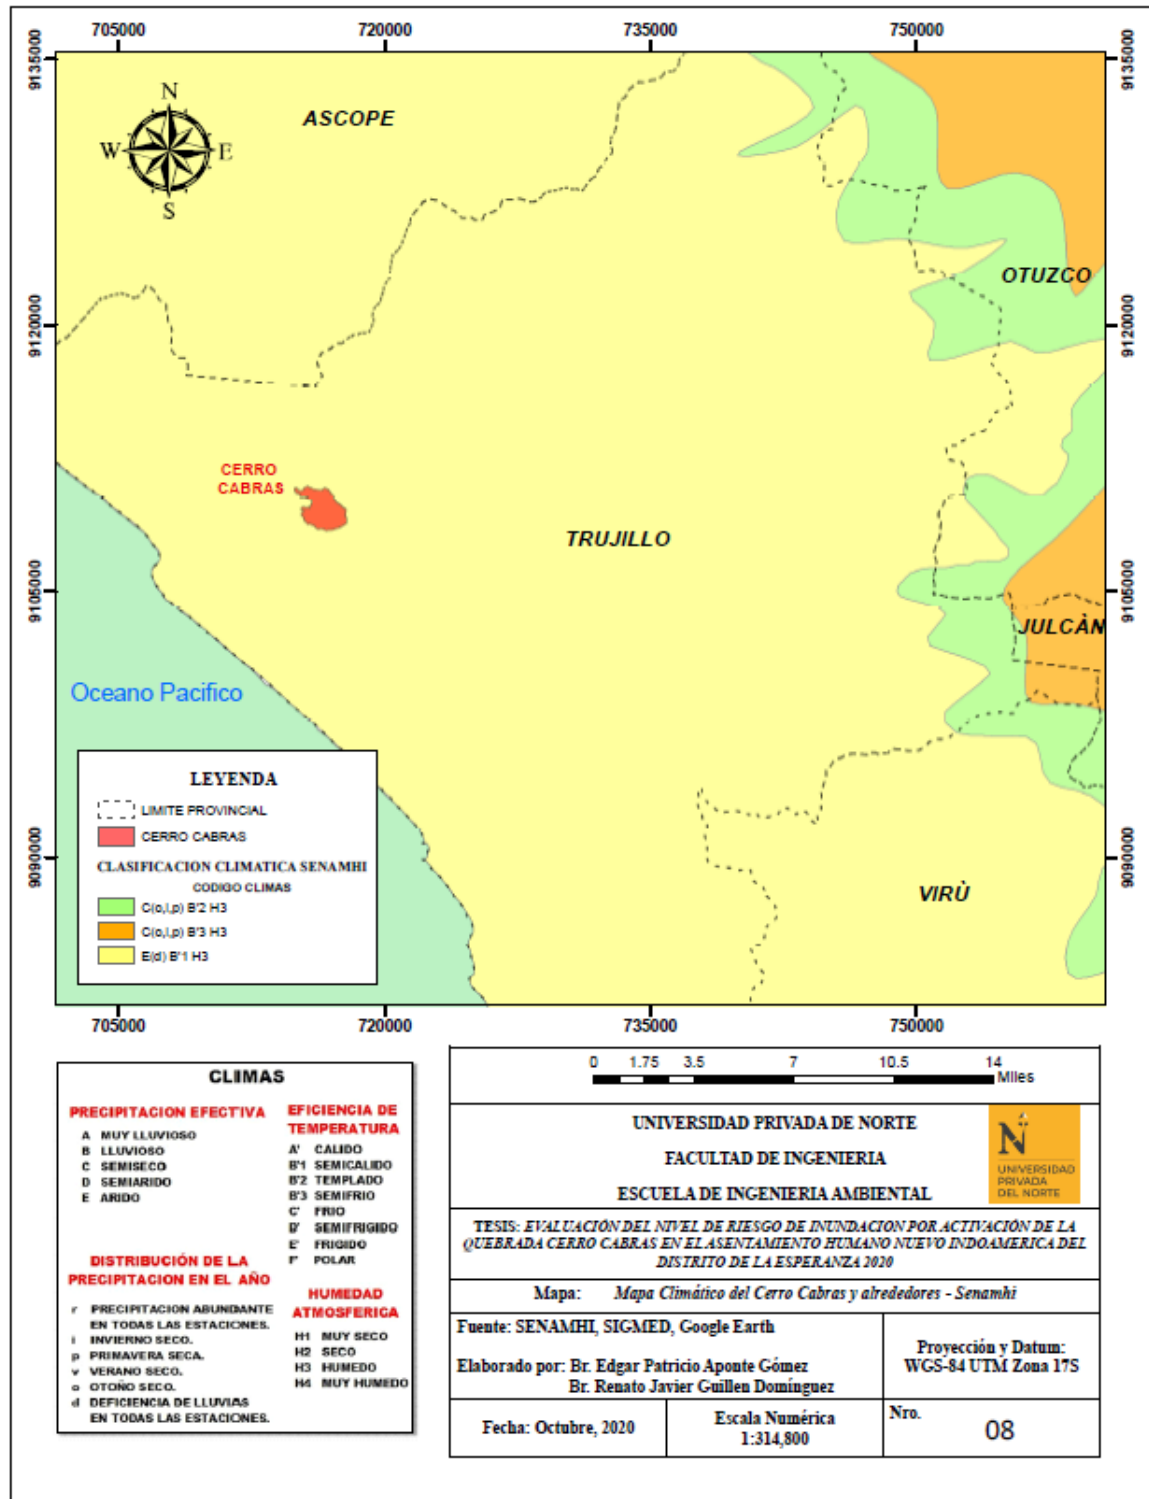 705000 720000 735000 750000
9135000 9135000
N
W E
S
ASCOPE
OTUZCO
9120000 9120000
CERRO
CABRAS
TRUJILLO
9105000 9105000
JULCÀN
Oceano Pacifico
9090000 9090000
VIRÙ
LEYENDA
LIMITE PROVINCIAL
CERRO CABRAS
CLASIFICACION CLIMATICA SENAMHI
CODIGO CLIMAS
C(o,i,p) B'2 H3
C(o,i,p) B'3 H3
E(d) B'1 H3
705000 720000 735000 750000
CLIMAS
PRECIPITACION EFECTIVA
A MUY LLUVIOSO
B LLUVIOSO
C SEMISECO
D SEMIARIDO
E ARIDO
EFICIENCIA DE
TEMPERATURA
A' CALIDO
B'1 SEMICALIDO
B'2 TEMPLADO
B'3 SEMIFRIO
C' FRIO
D' SEMIFRIGIDO
E' FRIGIDO
F' POLAR
DISTRIBUCIÓN DE LA
PRECIPITACION EN EL AÑO
r PRECIPITACION ABUNDANTE
EN TODAS LAS ESTACIONES.
i INVIERNO SECO.
p PRIMAVERA SECA.
v VERANO SECO.
o OTOÑO SECO.
d DEFICIENCIA DE LLUVIAS
EN TODAS LAS ESTACIONES.
HUMEDAD
ATMOSFERICA
H1 MUY SECO
H2 SECO
H3 HUMEDO
H4 MUY HUMEDO
0 1.75 3.5 7 10.5 14
Miles
UNIVERSIDAD PRIVADA DE NORTE
FACULTAD DE INGENIERIA
ESCUELA DE INGENIERIA AMBIENTAL
N
UNIVERSIDAD
PRIVADA
DEL NORTE
TESIS: EVALUACIÓN DEL NIVEL DE RIESGO DE INUNDACION POR ACTIVACIÓN DE LA
QUEBRADA CERRO CABRAS EN EL ASENTAMIENTO HUMANO NUEVO INDOAMERICA DEL
DISTRITO DE LA ESPERANZA 2020
Mapa: Mapa Climático del Cerro Cabras y alrededores - Senamhi
Fuente: SENAMHI, SIGMED, Google Earth
Elaborado por: Br. Edgar Patricio Aponte Gómez
Br. Renato Javier Guillen Domínguez
Proyección y Datum:
WGS-84 UTM Zona 17S
Fecha: Octubre, 2020
Escala Numérica
1:314,800
Nro.
08